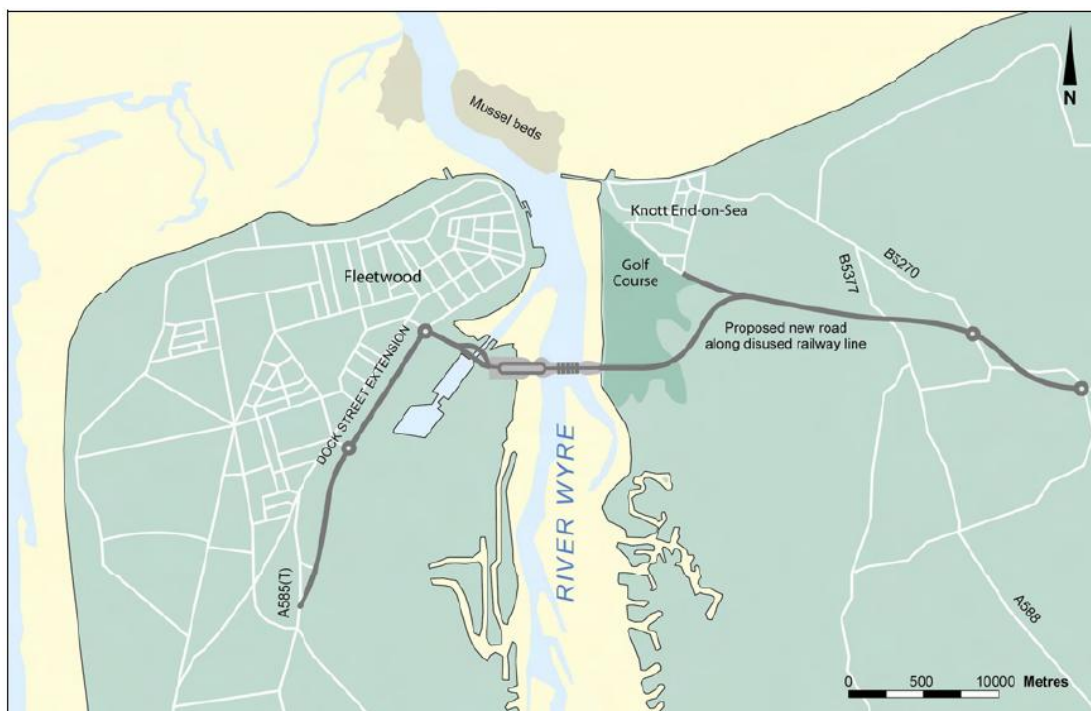 Mussel beds
N
Knott End-on-Sea
Fleetwood
Golf
Course
B5377
B5270
Proposed new road
along disused railway line
DOCK STREET EXTENSION
RIVER WYRE
A585(T)
A588
0 500 10000 Metres